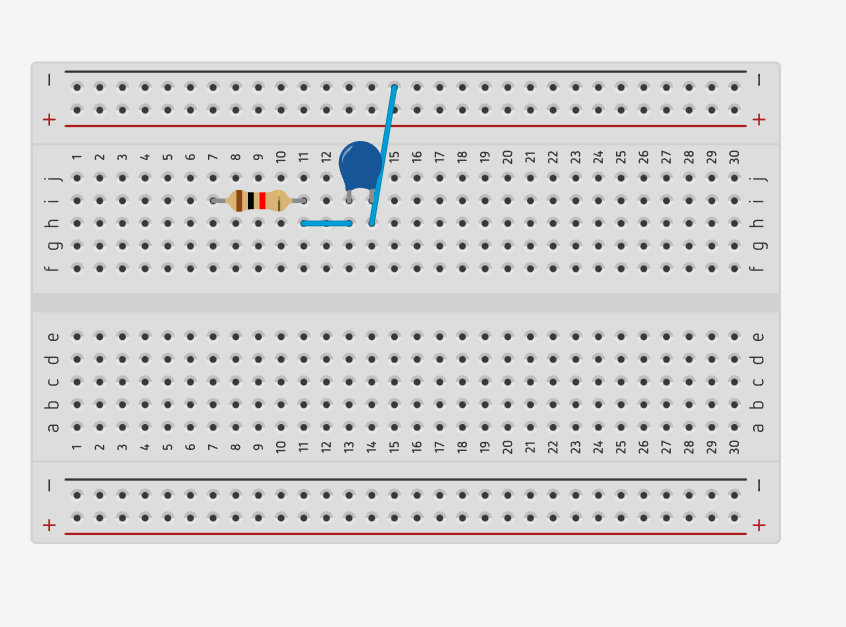 − −
+ +
1 2 3 4 5 6 7 8 9 10 11 12 15 16 17 18 19 20 21 22 23 24 25 26 27 28 29 30
j j
i i
h h
g g
f f
e e
d d
c c
b b
a a
1 2 3 4 5 6 7 8 9 10 11 12 13 14 15 16 17 18 19 20 21 22 23 24 25 26 27 28 29 30
− −
+ +